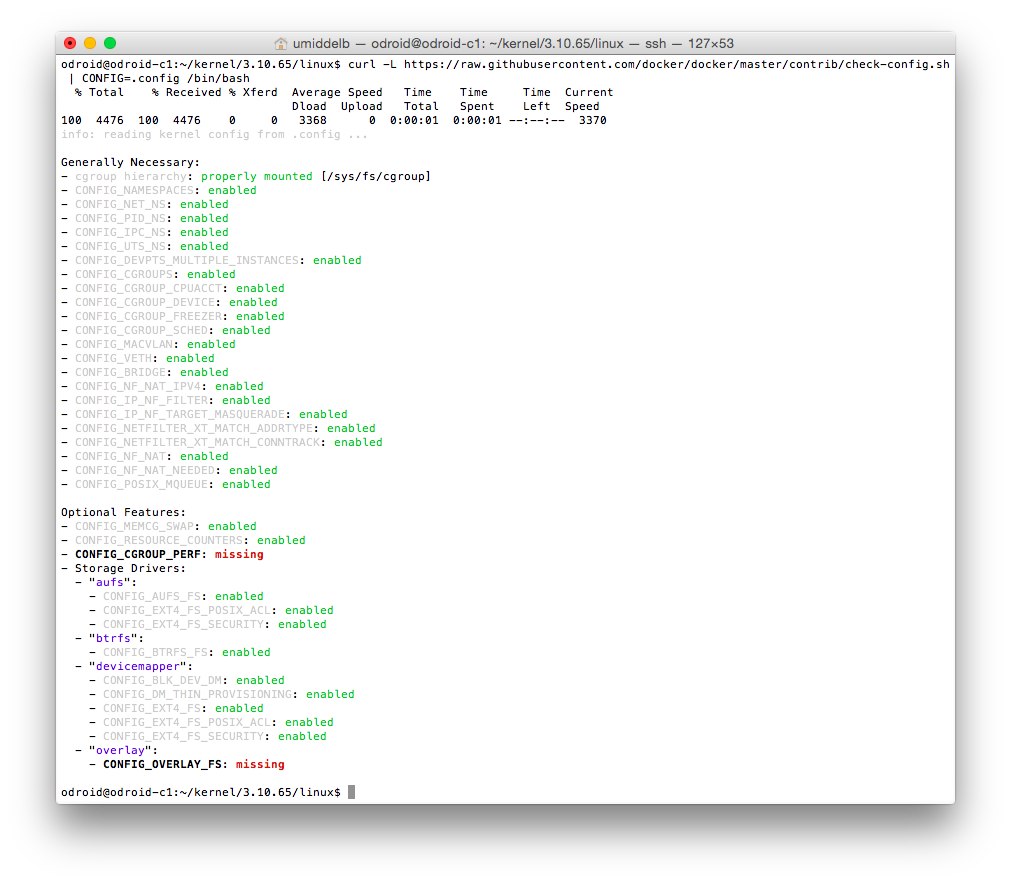 umiddelb — odroid@odroid-c1: ~/kernel/3.10.65/linux — ssh — 127×53
odroid@odroid-c1:~/kernel/3.10.65/linux$ curl -L https://raw.githubusercontent.com/docker/docker/master/contrib/check-config.sh
 | CONFIG=.config /bin/bash
  % Total    % Received % Xferd  Average Speed   Time    Time     Time  Current
                                 Dload  Upload   Total   Spent    Left  Speed
100  4476  100  4476    0     0   3368      0  0:00:01  0:00:01 --:--:--  3370
info: reading kernel config from .config ...

Generally Necessary:
- cgroup hierarchy: properly mounted [/sys/fs/cgroup]
- CONFIG_NAMESPACES: enabled
- CONFIG_NET_NS: enabled
- CONFIG_PID_NS: enabled
- CONFIG_IPC_NS: enabled
- CONFIG_UTS_NS: enabled
- CONFIG_DEVPTS_MULTIPLE_INSTANCES: enabled
- CONFIG_CGROUPS: enabled
- CONFIG_CGROUP_CPUACCT: enabled
- CONFIG_CGROUP_DEVICE: enabled
- CONFIG_CGROUP_FREEZER: enabled
- CONFIG_CGROUP_SCHED: enabled
- CONFIG_MACVLAN: enabled
- CONFIG_VETH: enabled
- CONFIG_BRIDGE: enabled
- CONFIG_NF_NAT_IPV4: enabled
- CONFIG_IP_NF_FILTER: enabled
- CONFIG_IP_NF_TARGET_MASQUERADE: enabled
- CONFIG_NETFILTER_XT_MATCH_ADDRTYPE: enabled
- CONFIG_NETFILTER_XT_MATCH_CONNTRACK: enabled
- CONFIG_NF_NAT: enabled
- CONFIG_NF_NAT_NEEDED: enabled
- CONFIG_POSIX_MQUEUE: enabled

Optional Features:
- CONFIG_MEMCG_SWAP: enabled
- CONFIG_RESOURCE_COUNTERS: enabled
- CONFIG_CGROUP_PERF: missing
- Storage Drivers:
  - "aufs":
    - CONFIG_AUFS_FS: enabled
    - CONFIG_EXT4_FS_POSIX_ACL: enabled
    - CONFIG_EXT4_FS_SECURITY: enabled
  - "btrfs":
    - CONFIG_BTRFS_FS: enabled
  - "devicemapper":
    - CONFIG_BLK_DEV_DM: enabled
    - CONFIG_DM_THIN_PROVISIONING: enabled
    - CONFIG_EXT4_FS: enabled
    - CONFIG_EXT4_FS_POSIX_ACL: enabled
    - CONFIG_EXT4_FS_SECURITY: enabled
  - "overlay":
    - CONFIG_OVERLAY_FS: missing

odroid@odroid-c1:~/kernel/3.10.65/linux$